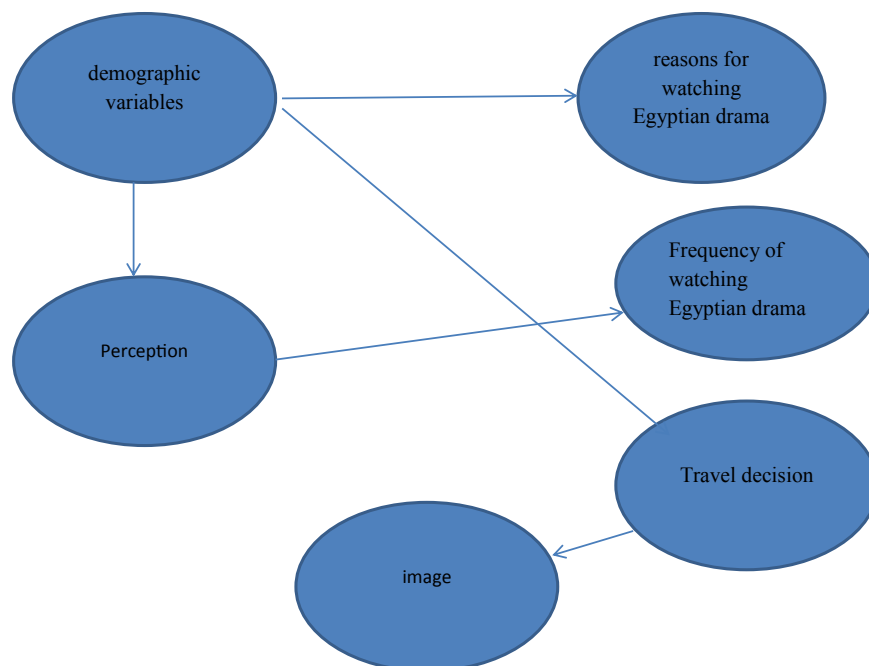 demographic
variables
reasons for
watching
Egyptian drama
Frequency of
watching
Egyptian drama
Perception
Travel decision
image